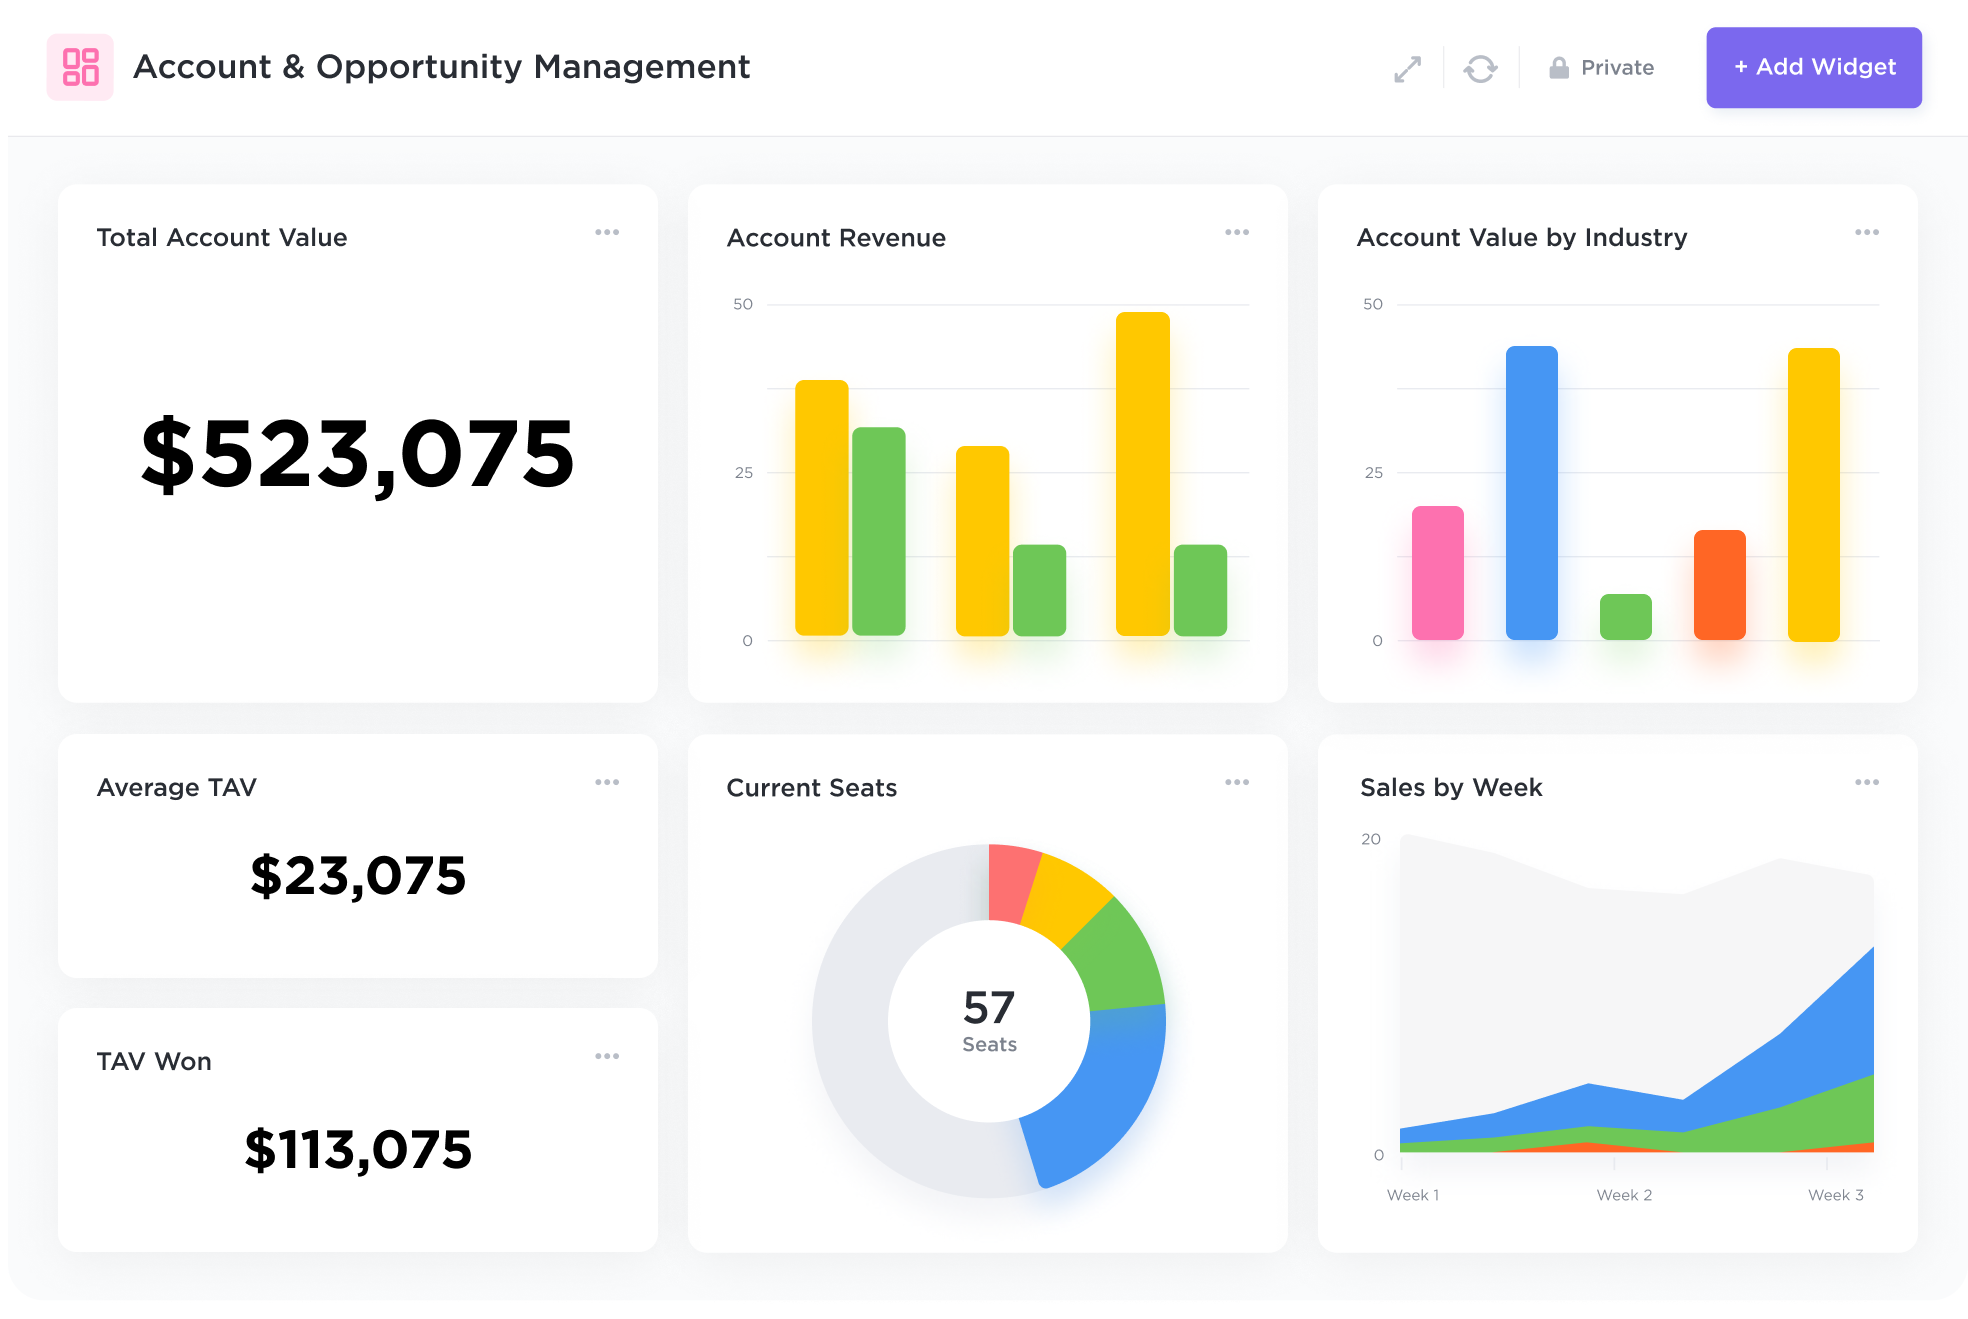 Account & Opportunity Management
Private
+ Add Widget
Total Account Value
$523,075
Account Revenue
50
25
0
Account Value by Industry
50
25
0
Average TAV
$23,075
TAV Won
$113,075
Current Seats
57
Seats
Sales by Week
20
0
Week 1
Week 2
Week 3